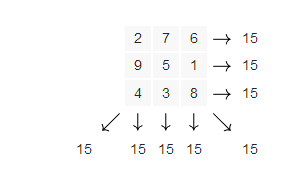 2 7 6 → 15
9 5 1 → 15
4 3 8 → 15
↙ ↓ ↓ ↓ ↘
15 15 15 15 15